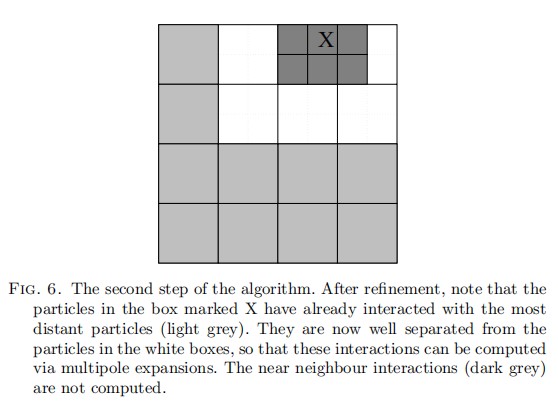 X
FIG. 6. The second step of the algorithm. After refinement, note that the
particles in the box marked X have already interacted with the most
distant particles (light grey). They are now well separated from the
particles in the white boxes, so that these interactions can be computed
via multipole expansions. The near neighbour interactions (dark grey)
are not computed.